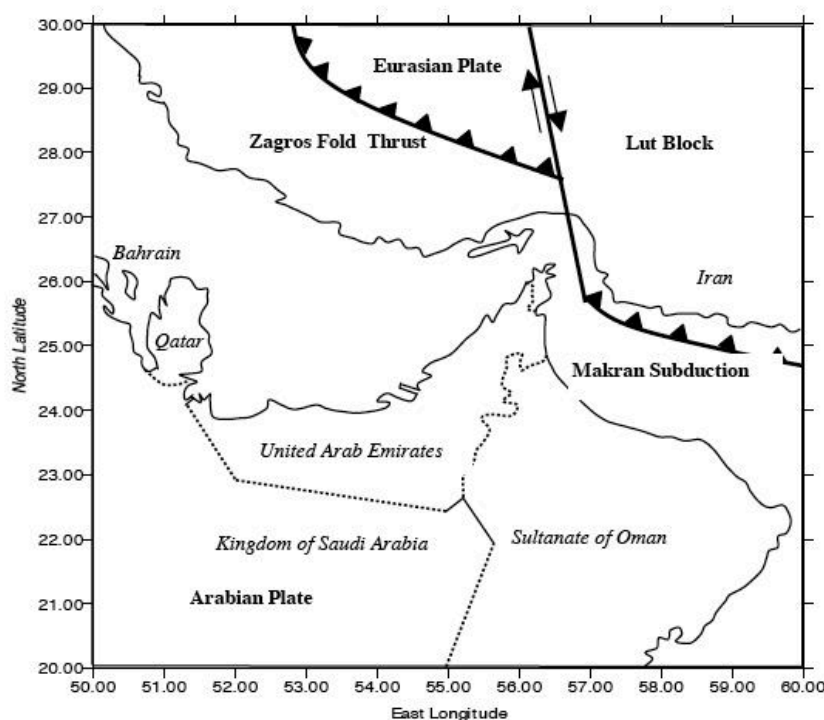 30.00
29.00
28.00
27.00
26.00
25.00
24.00
23.00
22.00
21.00
20.00
North Latitude
Eurasian Plate
Zagros Fold Thrust
Lut Block
Bahrain
Iran
Qatar
Makran Subduction
United Arab Emirates
Kingdom of Saudi Arabia
Sultanate of Oman
Arabian Plate
50.00 51.00 52.00 53.00 54.00 55.00 56.00 57.00 58.00 59.00 60.00
East Longitude